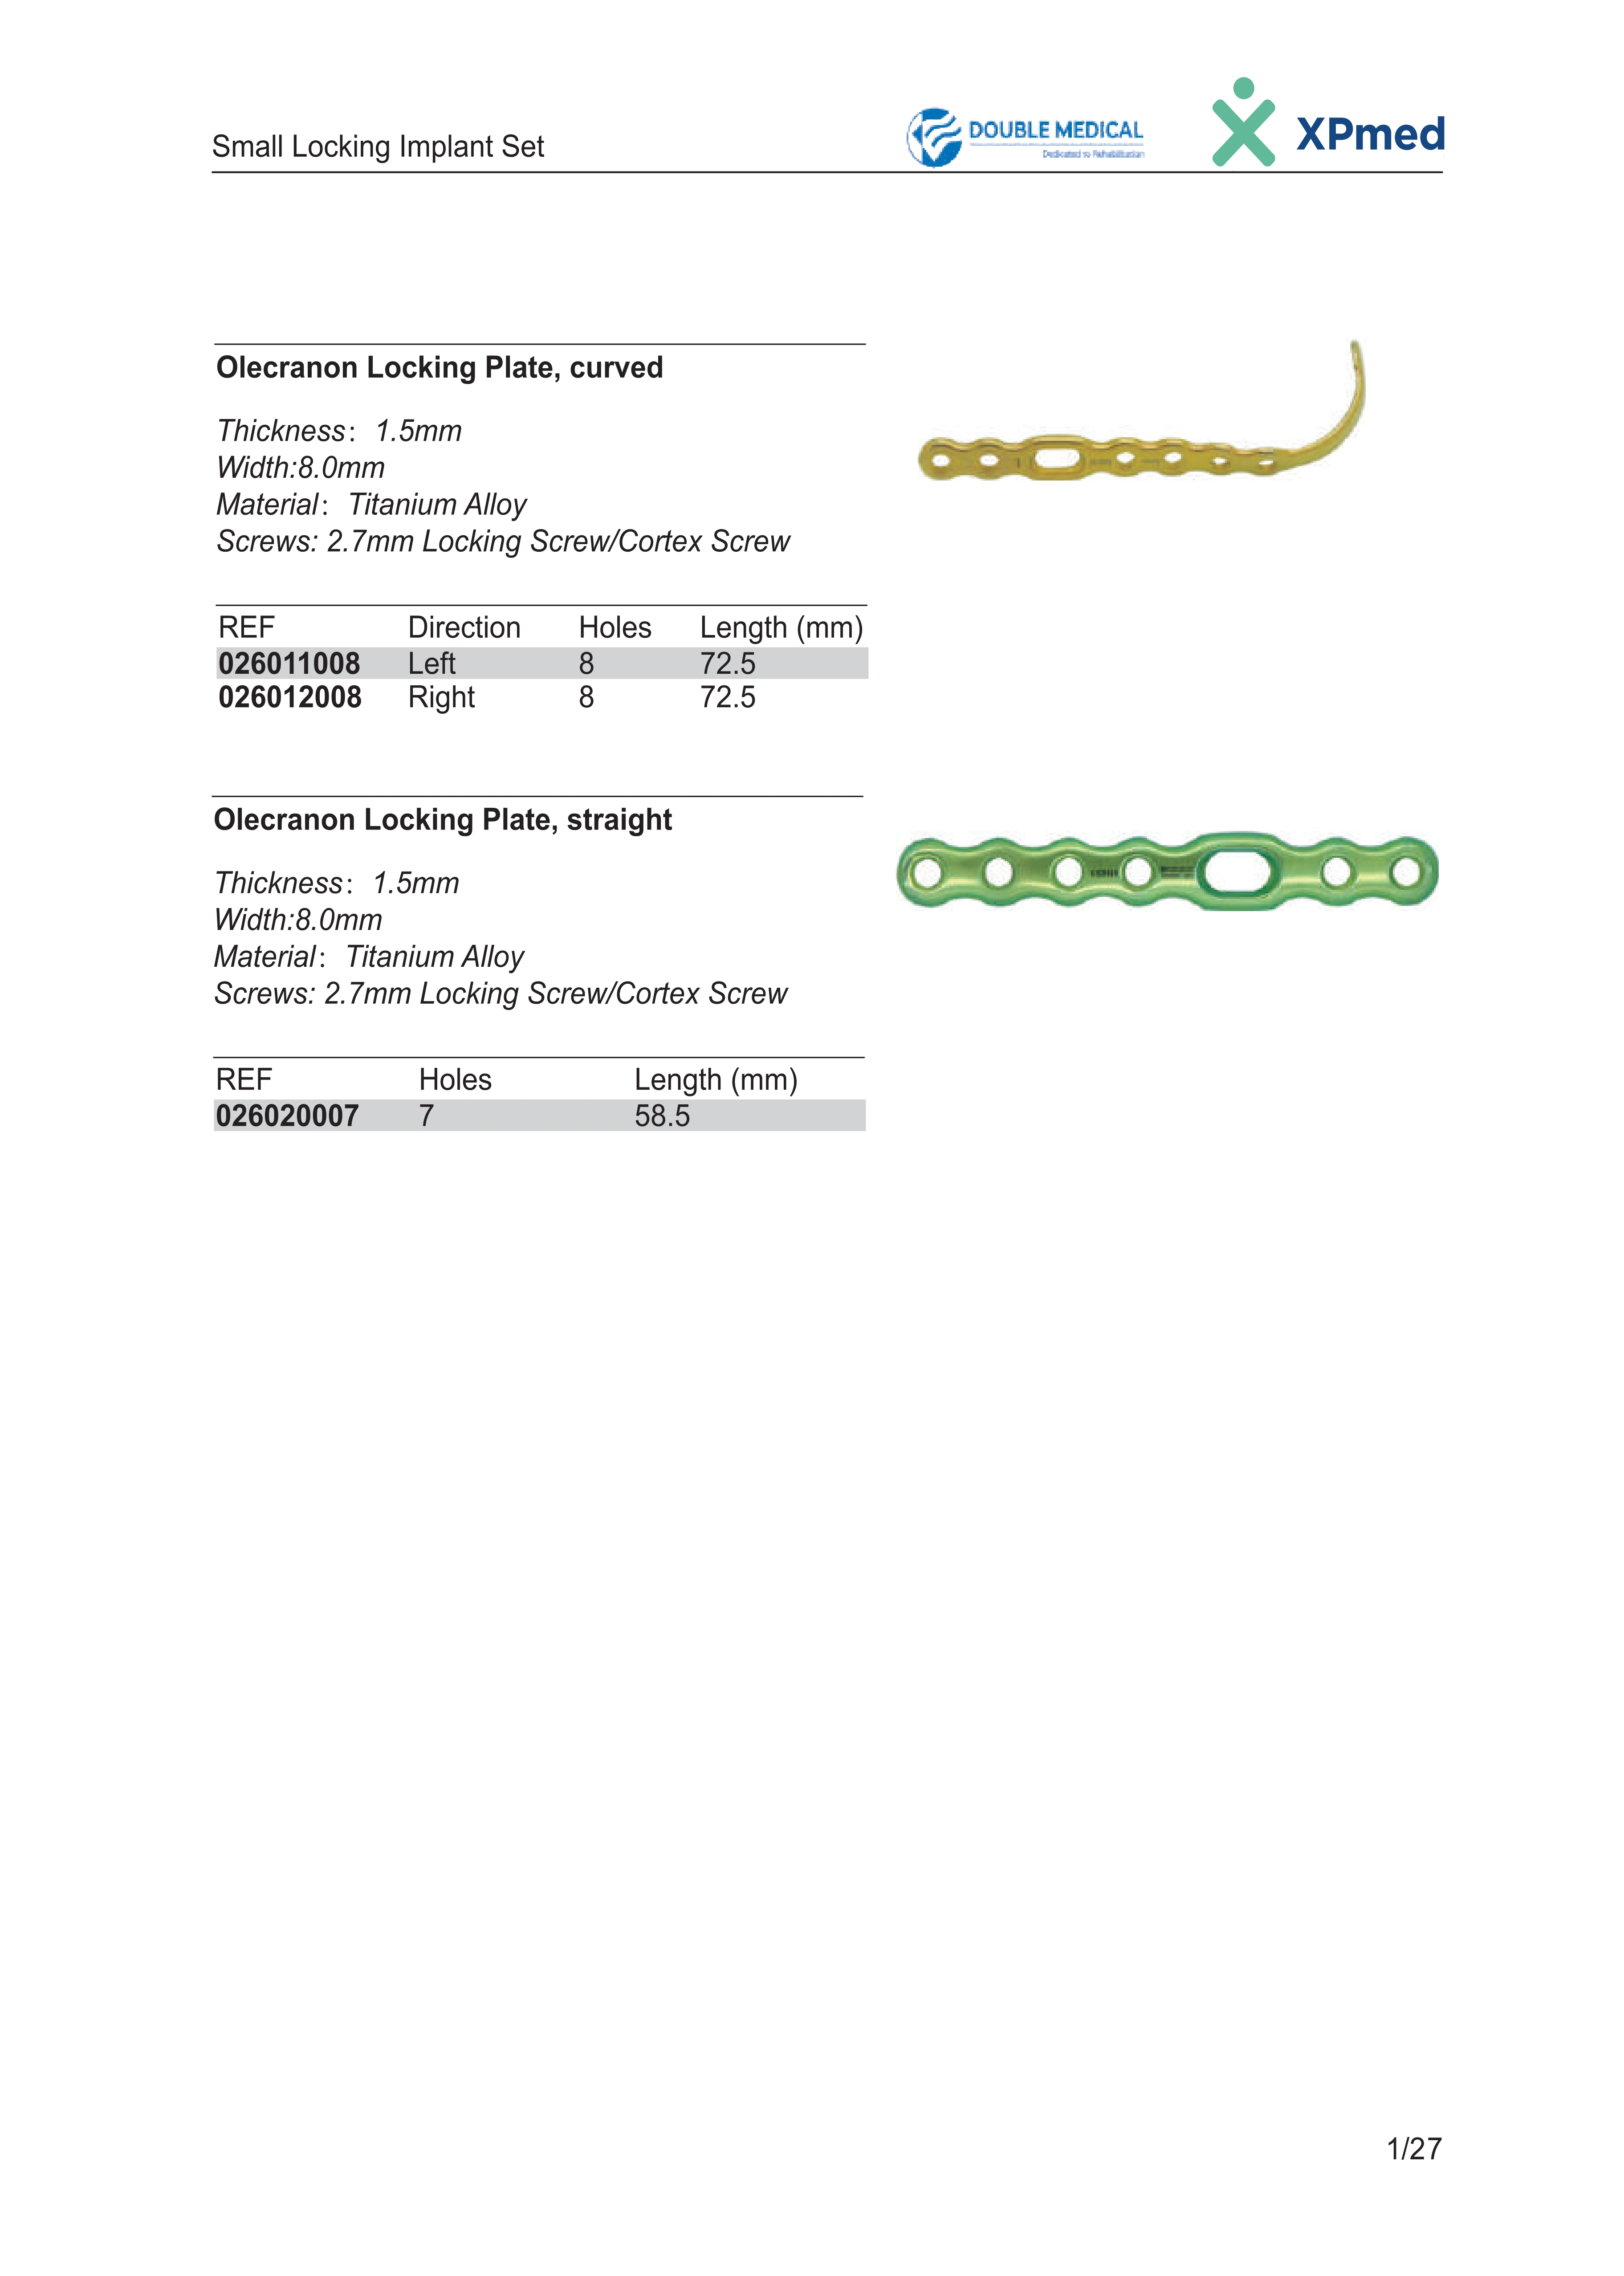 Small Locking Implant Set
DOUBLE MEDICAL
Dedicated to Rehabilitation
XPmed
Olecranon Locking Plate, curved
Thickness: 1.5mm
Width:8.0mm
Material: Titanium Alloy
Screws: 2.7mm Locking Screw/Cortex Screw
REF Direction Holes Length (mm)
026011008 Left 8 72.5
026012008 Right 8 72.5
Olecranon Locking Plate, straight
Thickness: 1.5mm
Width:8.0mm
Material: Titanium Alloy
Screws: 2.7mm Locking Screw/Cortex Screw
REF Holes Length (mm)
026020007 7 58.5
1/27